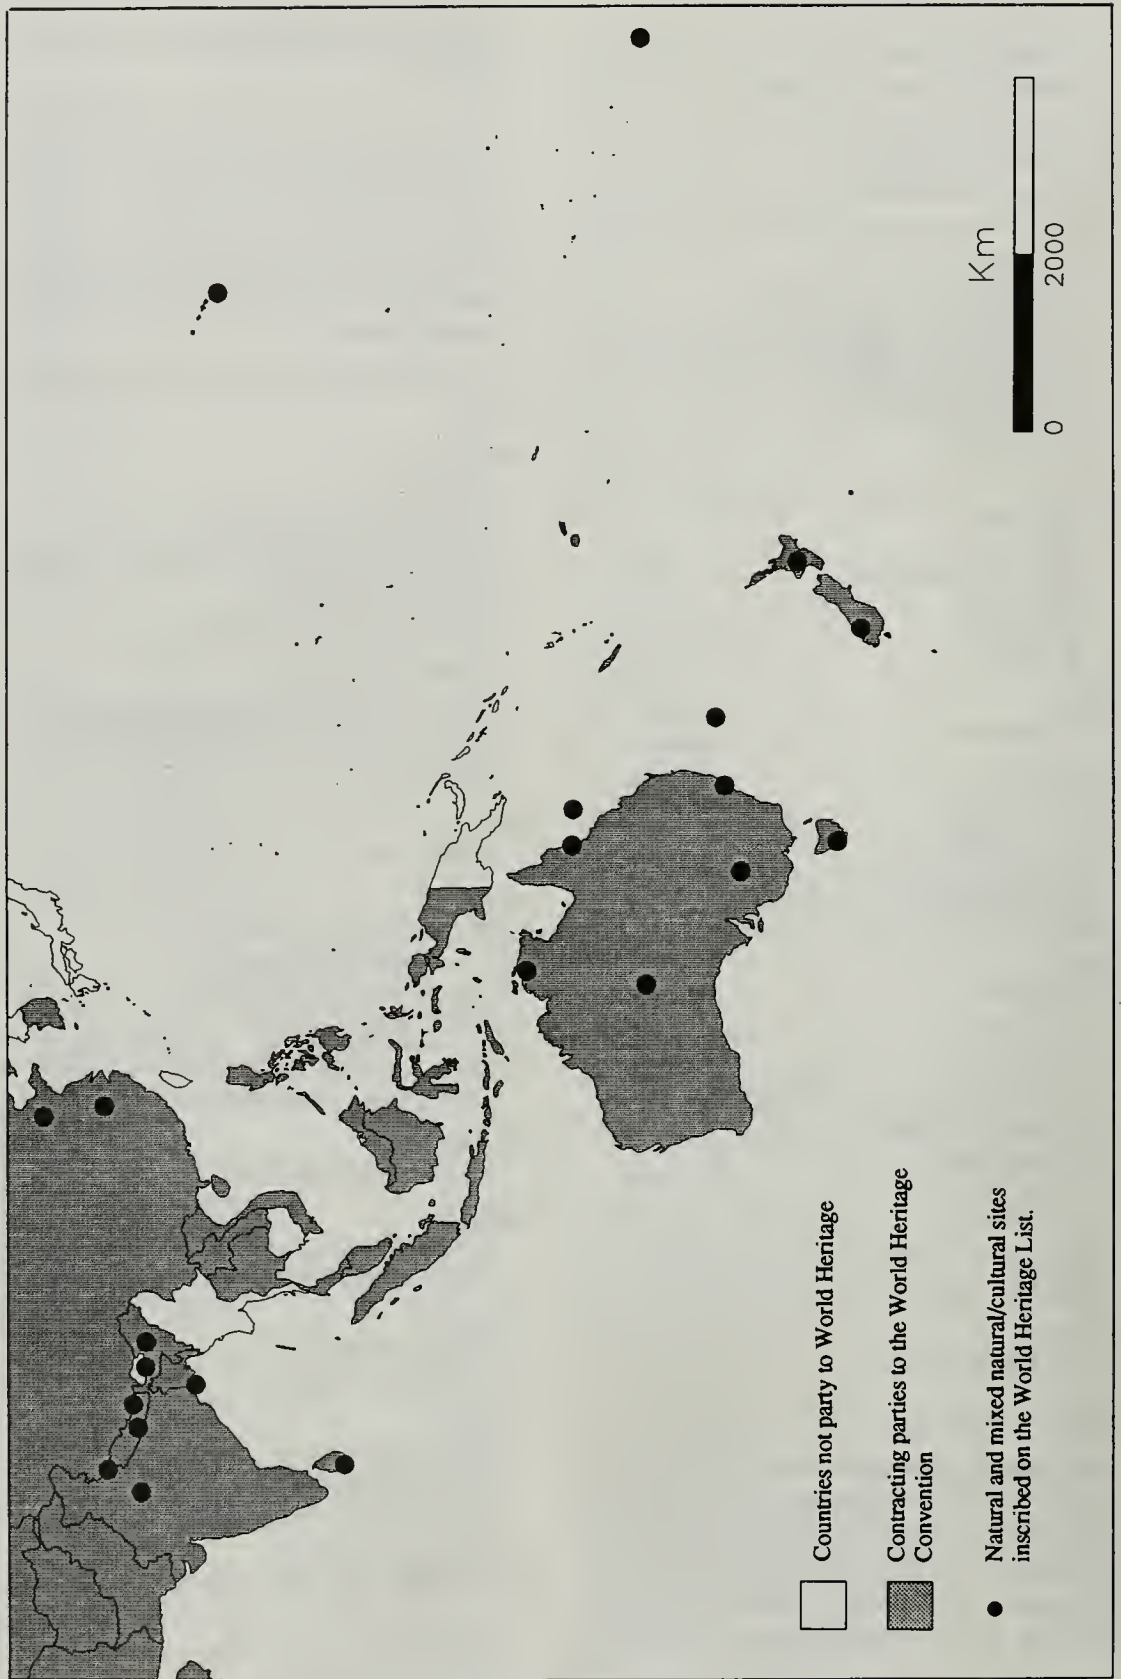 Km
0 2000
Countries not party to World Heritage
Contracting parties to the World Heritage
Convention
Natural and mixed natural/cultural sites
inscribed on the World Heritage List.